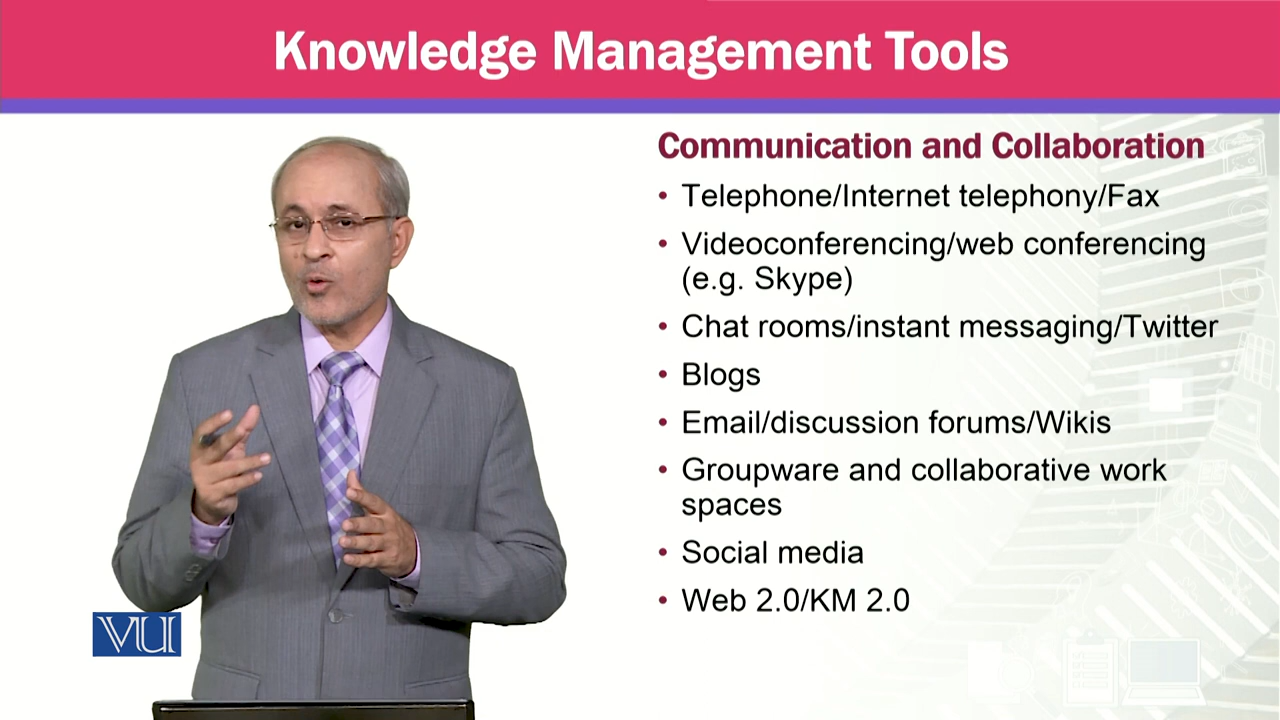 Knowledge Management Tools
Communication and Collaboration
• Telephone/Internet telephony/Fax
• Videoconferencing/web conferencing
(e.g. Skype)
• Chat rooms/instant messaging/Twitter
• Blogs
• Email/discussion forums/Wikis
• Groupware and collaborative work
spaces
• Social media
• Web 2.0/KM 2.0
VU